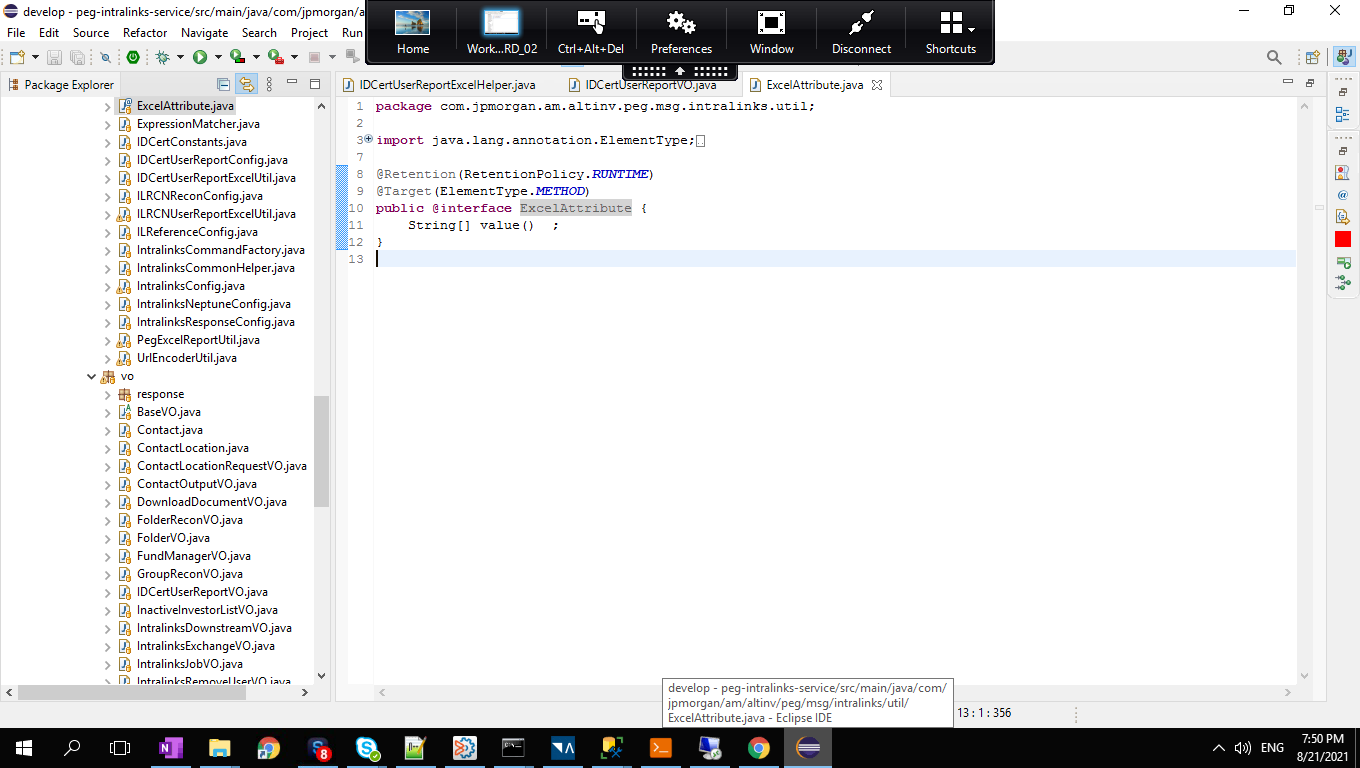 develop - peg-intralinks-service/src/main/java/com/jpmorgan/a
File Edit Source Refactor Navigate Search Project Run
Home
Work...RD_02
Ctrl+Alt+Del
Preferences
Window
Disconnect
Shortcuts
Package Explorer
IDCertUserReportExcelHelper.java
IDCertUserReportVO.java
ExcelAttribute.java
ExcelAttribute.java
ExpressionMatcher.java
IDCertConstants.java
IDCertUserReportConfig.java
IDCertUserReportExcelUtil.java
ILRCNReconConfig.java
ILRCNUserReportExcelUtil.java
ILReferenceConfig.java
IntralinksCommandFactory.java
IntralinksCommonHelper.java
IntralinksConfig.java
IntralinksNeptuneConfig.java
IntralinksResponseConfig.java
PegExcelReportUtil.java
UrlEncoderUtil.java
vo
response
BaseVO.java
Contact.java
ContactLocation.java
ContactLocationRequestVO.java
ContactOutputVO.java
DownloadDocumentVO.java
FolderReconVO.java
FolderVO.java
FundManagerVO.java
GroupReconVO.java
IDCertUserReportVO.java
InactiveInvestorListVO.java
IntralinksDownstreamVO.java
IntralinksExchangeVO.java
IntralinksJobVO.java
IntralinksRemoveUserVO.java
1 package com.jpmorgan.am.altinv.peg.msg.intralinks.util;
2
3 import java.lang.annotation.ElementType;
7
8 @Retention(RetentionPolicy.RUNTIME)
9 @Target(ElementType.METHOD)
10 public @interface ExcelAttribute {
11 String[] value()  ;
12 }
13
develop - peg-intralinks-service/src/main/java/com/
jpmorgan/am/altinv/peg/msg/intralinks/util/
ExcelAttribute.java - Eclipse IDE
13 : 1 : 356
8
ENG
7:50 PM
8/21/2021